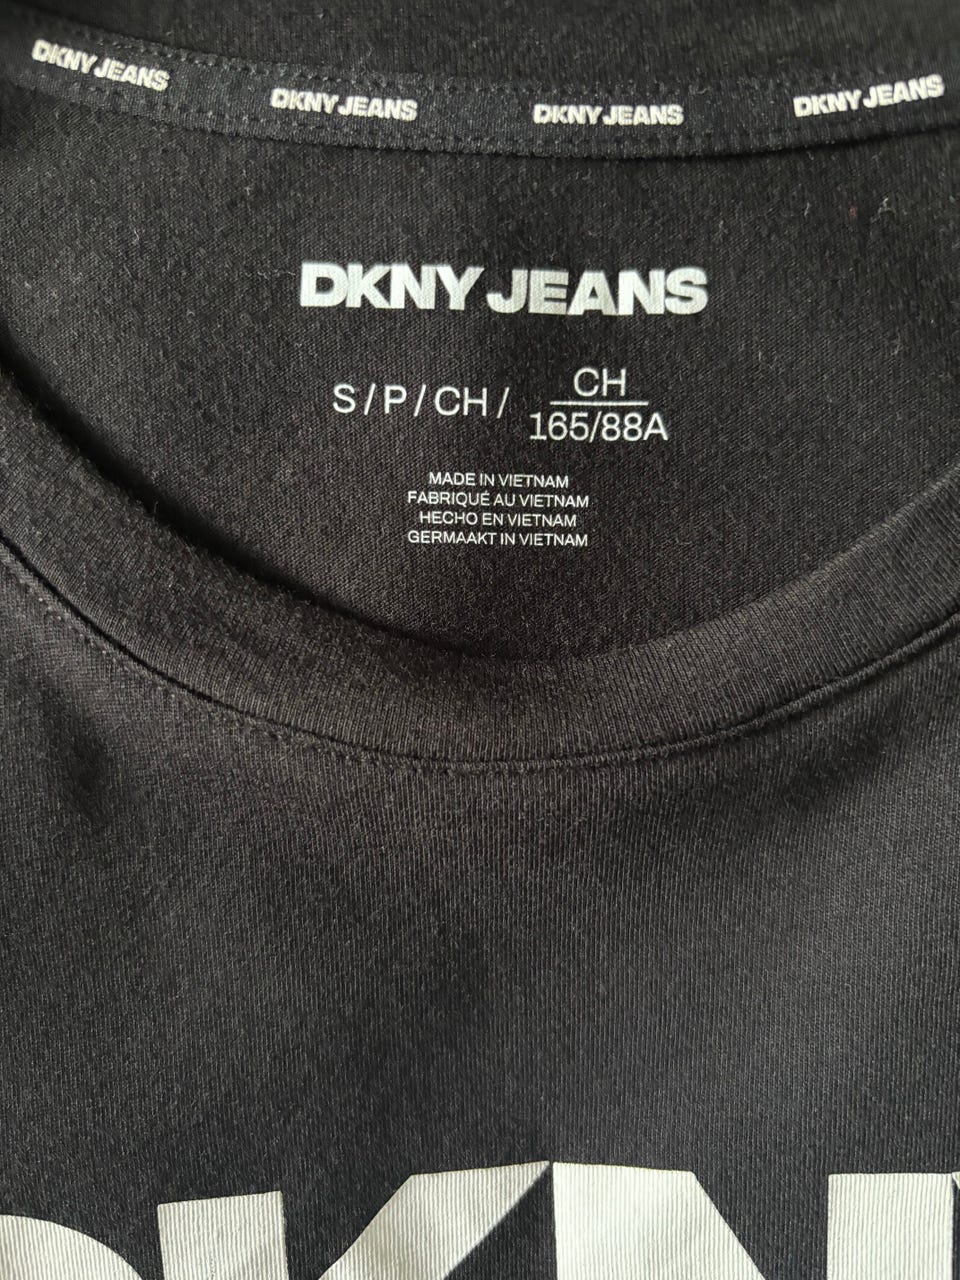 DKNY JEANS DKNY JEANS DKNY JEANS DKNY JEANS
DKNY JEANS
S / P / CH / CH
165/88A
MADE IN VIETNAM
FABRIQUÉ AU VIETNAM
HECHO EN VIETNAM
GERMAAKT IN VIETNAM
DKN